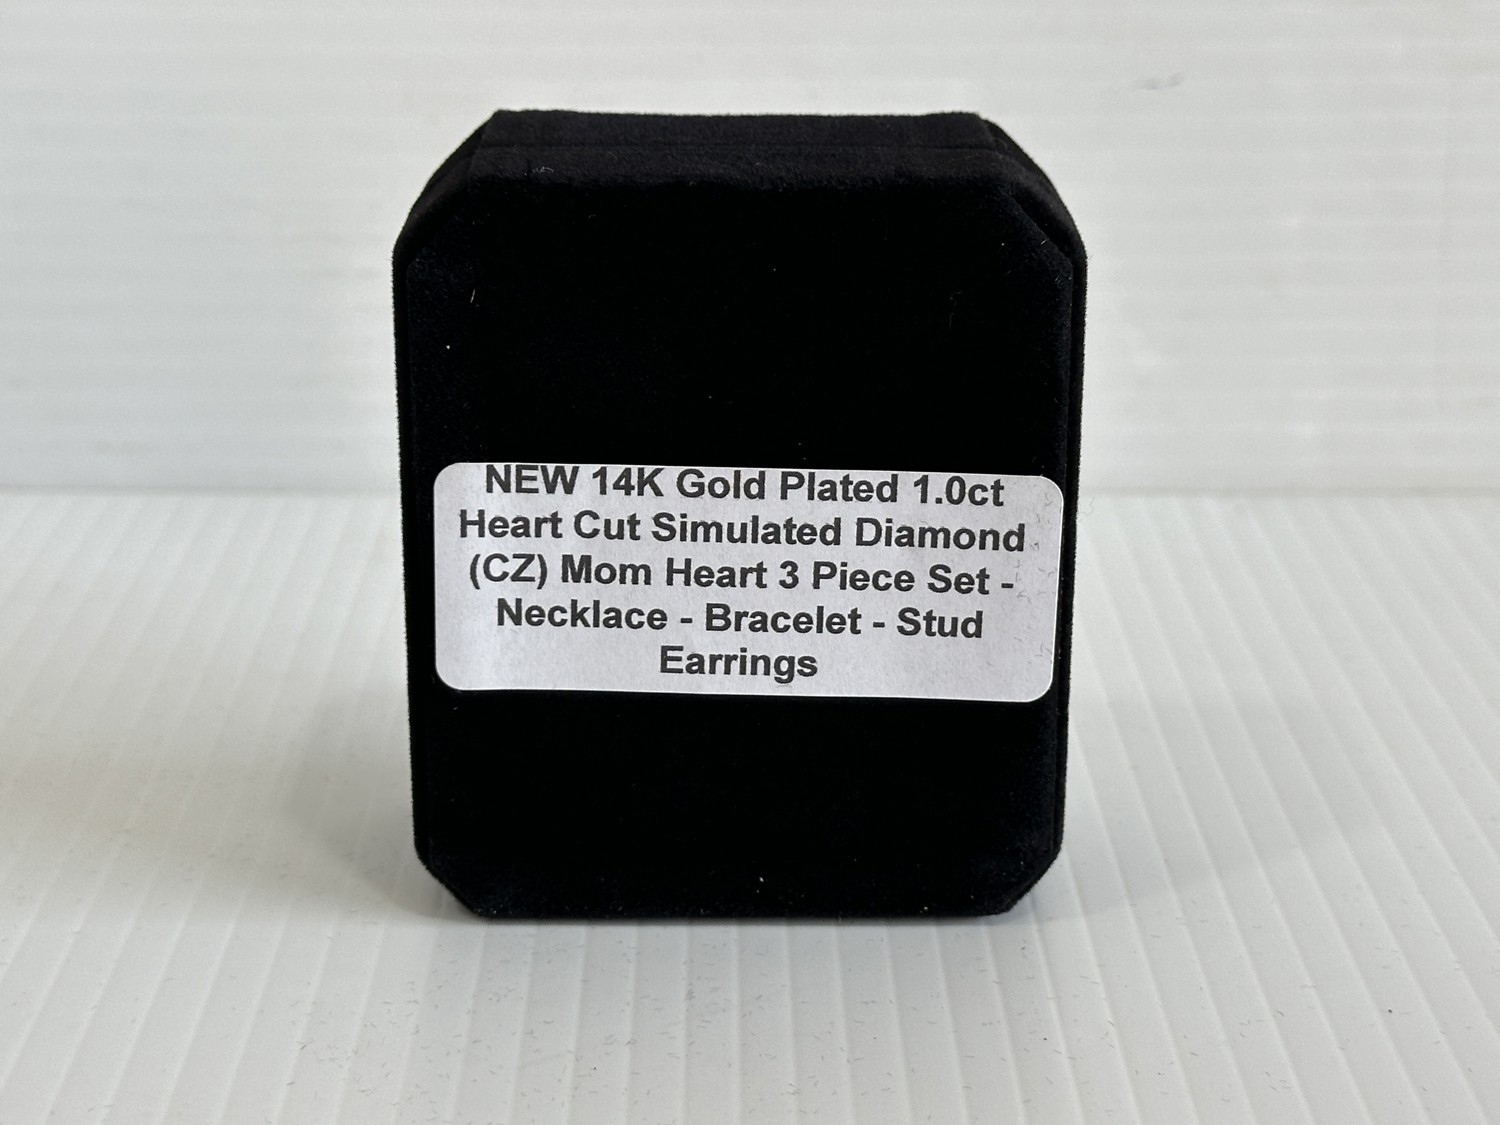 NEW 14K Gold Plated 1.0ct
Heart Cut Simulated Diamond
(CZ) Mom Heart 3 Piece Set -
Necklace - Bracelet - Stud
Earrings